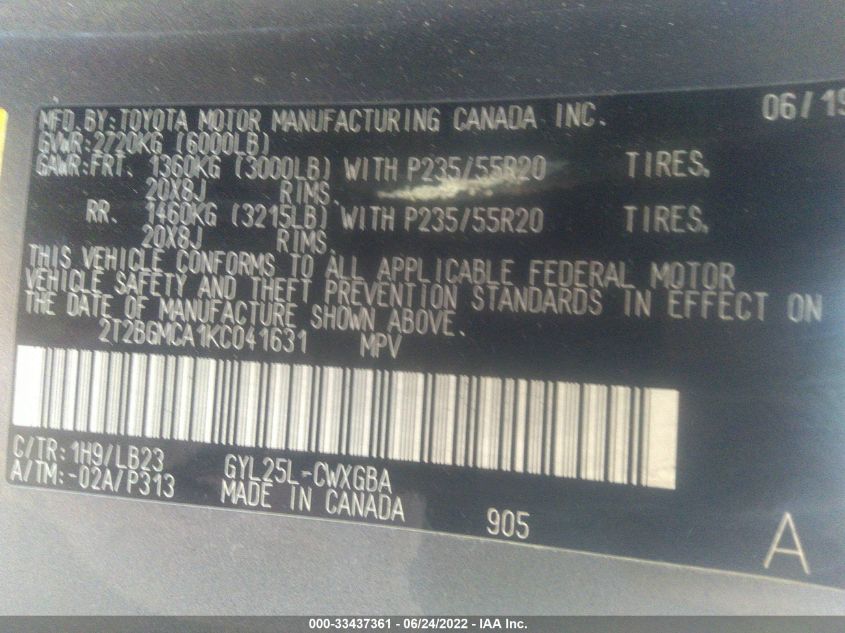 MFD. BY: TOYOTA MOTOR MANUFACTURING CANADA INC. 06/19
GVWR: 2720KG (6000LB)
GAWR: FRT. 1360KG (3000LB) WITH P235/55R20 TIRES,
20X8J RIMS.
RR. 1460KG (3215LB) WITH P235/55R20 TIRES,
20X8J RIMS.
THIS VEHICLE CONFORMS TO ALL APPLICABLE FEDERAL MOTOR
VEHICLE SAFETY AND THEFT PREVENTION STANDARDS IN EFFECT ON
THE DATE OF MANUFACTURE SHOWN ABOVE.
2T2BGMCA1KC041631 MPV
C/TR: 1H9/LB23 GYL25L-CWXGBA
A/TM: -02A/P313 MADE IN CANADA 905
A
000-33437361 - 06/24/2022 - IAA Inc.